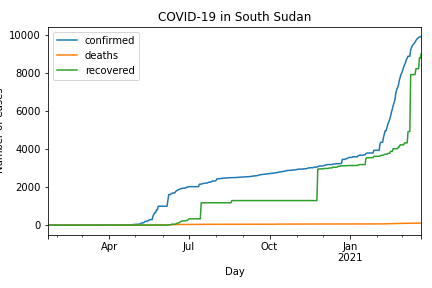 COVID-19 in South Sudan
confirmed
deaths
recovered
10000
8000
6000
4000
2000
0
Number of Cases
Apr
Jul
Oct
Jan
2021
Day